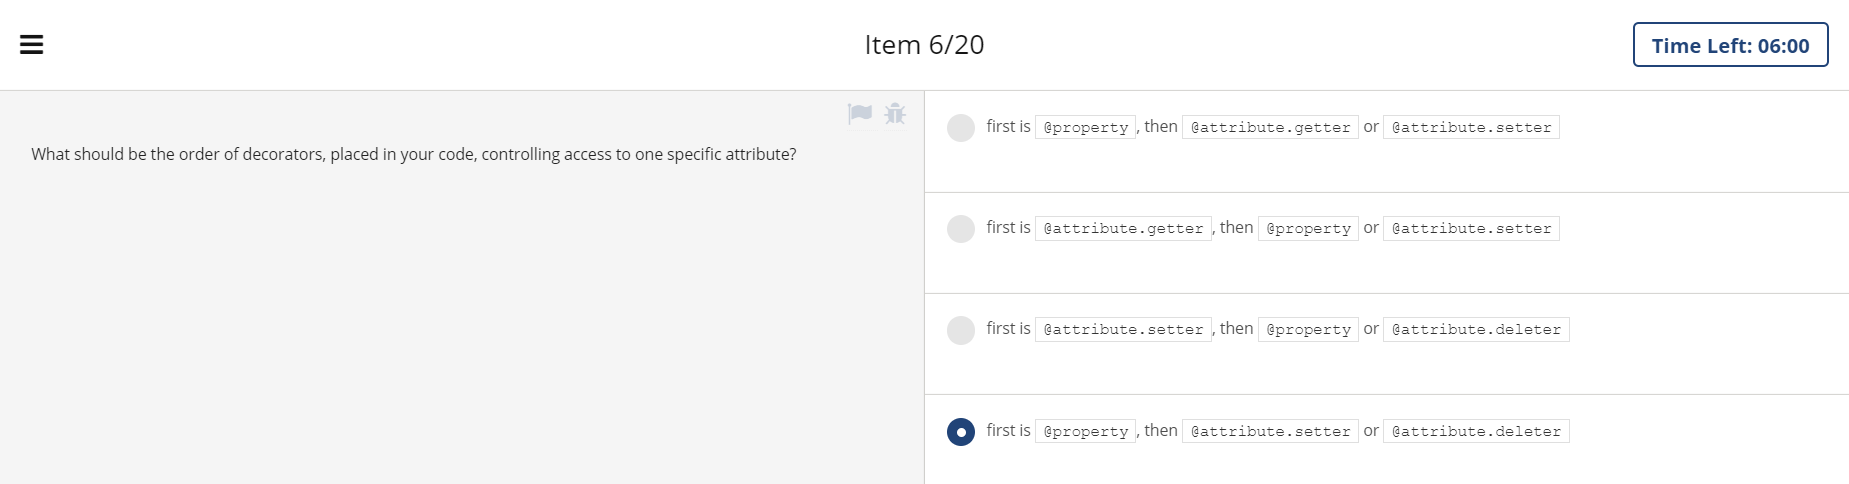 Item 6/20
Time Left: 06:00
What should be the order of decorators, placed in your code, controlling access to one specific attribute?
first is @property, then @attribute.getter or @attribute.setter
first is @attribute.getter, then @property or @attribute.setter
first is @attribute.setter, then @property or @attribute.deleter
first is @property, then @attribute.setter or @attribute.deleter